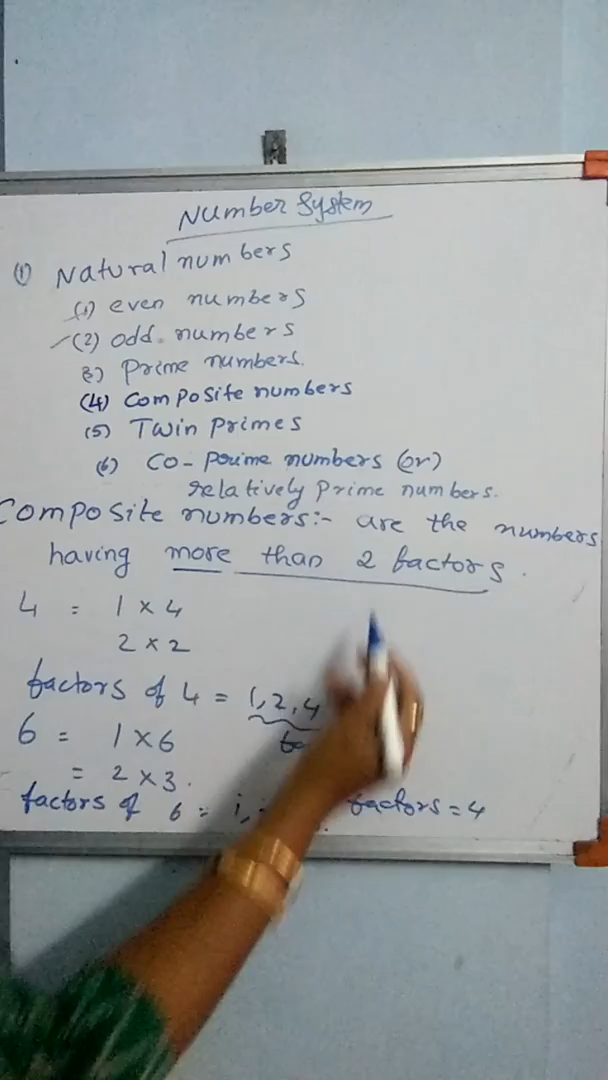 Number System
(1) Natural numbers
(1) even numbers
(2) odd. numbers
3) Prime numbers.
(4) Composite numbers
(5) Twin primes
(6) co-prime numbers (or)
relatively prime numbers.
Composite numbers:- are the numbers
having more than 2 factors.
4 = 1 x 4
2 x 2
factors of 4 = 1, 2, 4
6 = 1 x 6
= 2 x 3.
factors of 6 = 1, factors = 4